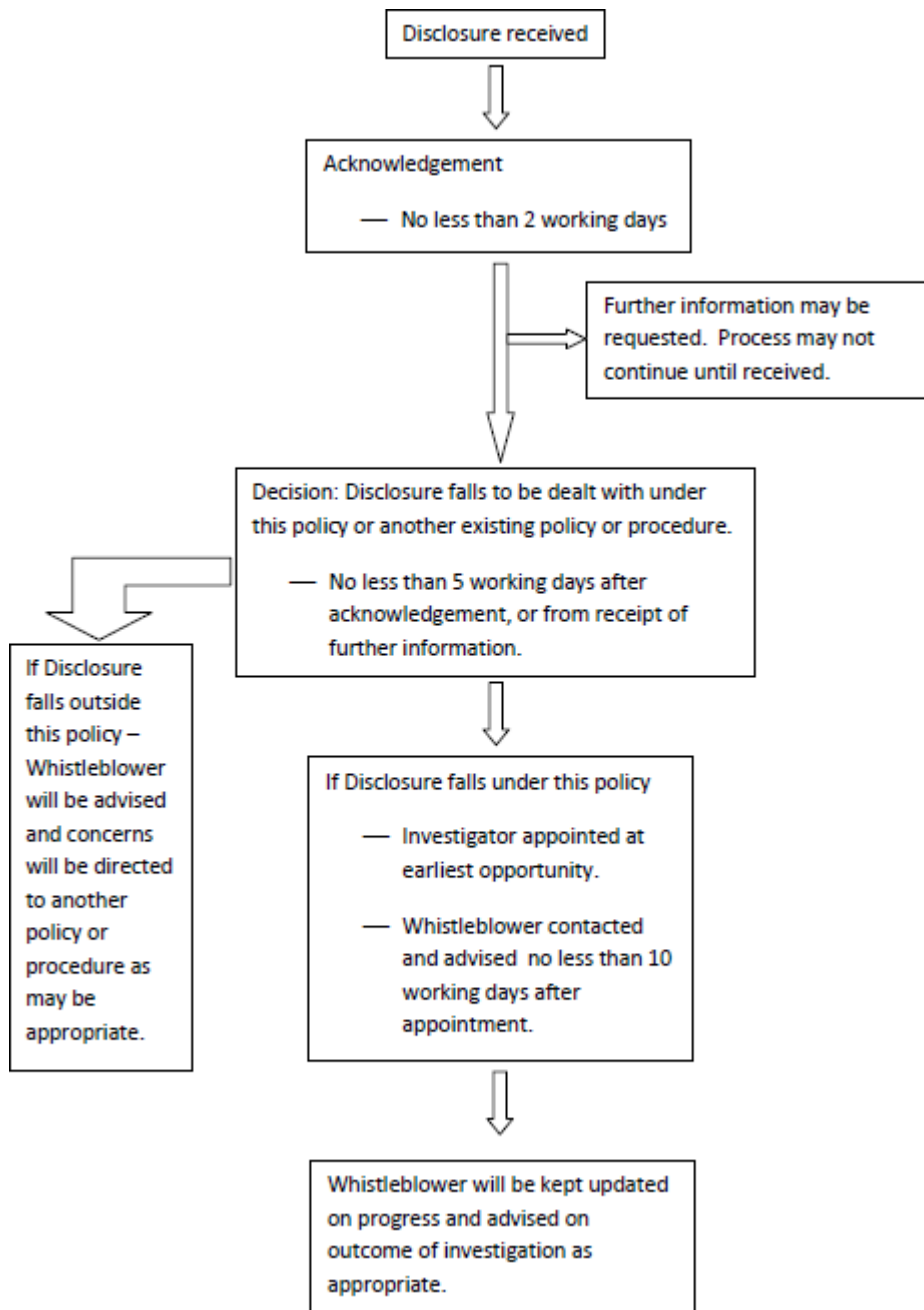 Disclosure received
Acknowledgement
— No less than 2 working days
Further information may be
requested.  Process may not
continue until received.
Decision: Disclosure falls to be dealt with under
this policy or another existing policy or procedure.
— No less than 5 working days after
acknowledgement, or from receipt of
further information.
If Disclosure
falls outside
this policy –
Whistleblower
will be advised
and concerns
will be directed
to another
policy or
procedure as
may be
appropriate.
If Disclosure falls under this policy
— Investigator appointed at
earliest opportunity.
— Whistleblower contacted
and advised  no less than 10
working days after
appointment.
Whistleblower will be kept updated
on progress and advised on
outcome of investigation as
appropriate.